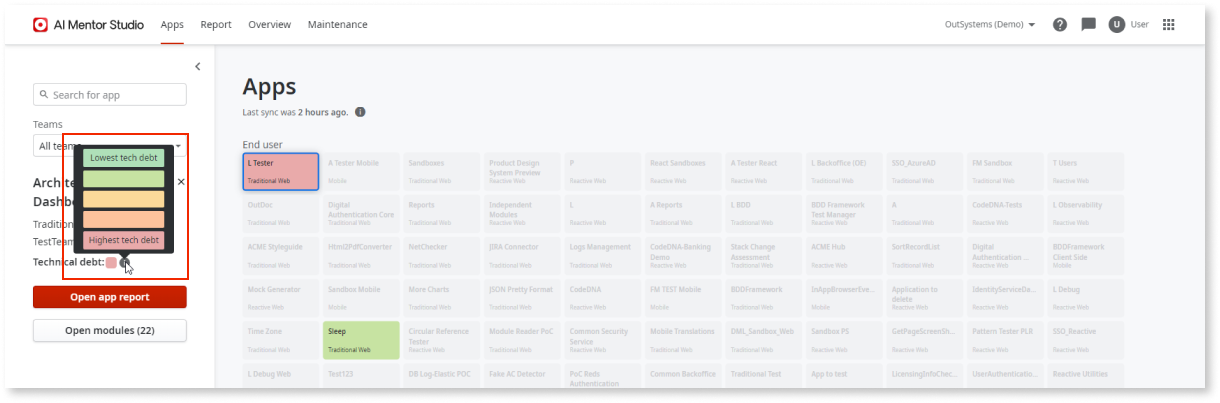 AI Mentor Studio Apps Report Overview Maintenance OutSystems (Demo) U User
Search for app
Teams
All team
Lowest tech debt
Highest tech debt
Archite
Dashbo
Tradition
TestTeam
Technical debt:
Open app report
Open modules (22)
Apps
Last sync was 2 hours ago.
End user
L Tester
Traditional Web
A Tester Mobile
Mobile
Sandboxes
Traditional Web
Product Design
System Preview
Reactive Web
P
Reactive Web
React Sandboxes
Reactive Web
A Tester React
Reactive Web
L Backoffice (OE)
Traditional Web
SSO_AzureAD
Traditional Web
FM Sandbox
Reactive Web
T Users
Reactive Web
OutDoc
Traditional Web
Digital
Authentication Core
Traditional Web
Reports
Traditional Web
Independent
Modules
Reactive Web
L
Reactive Web
A Reports
Traditional Web
L BDD
Traditional Web
BDD Framework
Test Manager
Reactive Web
A
Traditional Web
CodeDNA-Tests
Reactive Web
L Observability
Reactive Web
ACME Styleguide
Traditional Web
Html2PdfConverter
Traditional Web
NetChecker
Traditional Web
JIRA Connector
Traditional Web
Logs Management
Traditional Web
CodeDNA-Banking
Demo
Reactive Web
Stack Change
Assessment
Traditional Web
ACME Hub
Reactive Web
SortRecordList
Traditional Web
Digital
Authentication ...
Reactive Web
BDDFramework
Client Side
Mobile
Mock Generator
Reactive Web
Sandbox Mobile
Mobile
More Charts
Traditional Web
JSON Pretty Format
Traditional Web
CodeDNA
Reactive Web
FM TEST Mobile
Mobile
BDDFramework
Traditional Web
InAppBrowserEve...
Mobile
Application to
delete
Reactive Web
IdentityServiceDa...
Reactive Web
L Debug
Reactive Web
Time Zone
Traditional Web
Sleep
Traditional Web
Circular Reference
Tester
Reactive Web
Module Reader PoC
Traditional Web
Common Security
Service
Reactive Web
Mobile Translations
Traditional Web
DML_Sandbox_Web
Traditional Web
Sandbox PS
Reactive Web
GetPageScreenSh...
Traditional Web
Pattern Tester PLR
Reactive Web
SSO_Reactive
Reactive Web
L Debug Web
Test123
DB Log-Elastic POC
Fake AC Detector
PoC Reds
Authentication
Common Backoffice
Traditional Test
App to test
LicensingInfoChec...
UserAuthenticatio...
Reactive Utilities